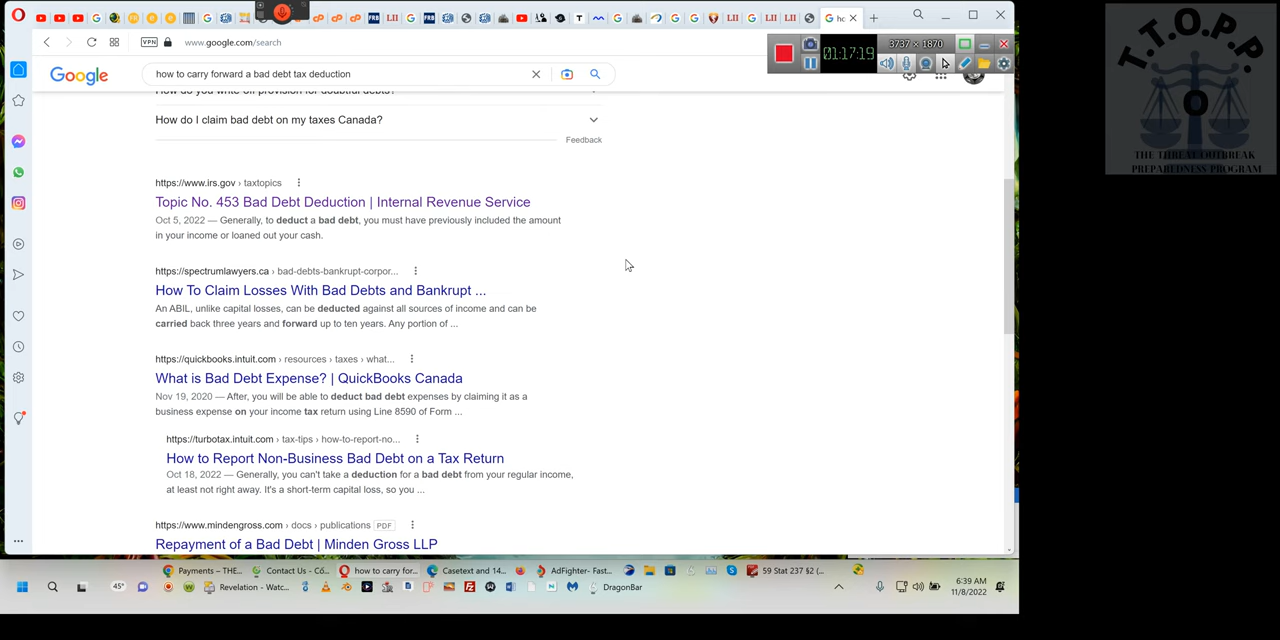 VPN
www.google.com/search
3737 × 1870
01:17:19
Google
how to carry forward a bad debt tax deduction
How do you write off provision for doubtful debts?
How do I claim bad debt on my taxes Canada?
Feedback
https://www.irs.gov › taxtopics
Topic No. 453 Bad Debt Deduction | Internal Revenue Service
Oct 5, 2022 — Generally, to deduct a bad debt, you must have previously included the amount
in your income or loaned out your cash.
https://spectrumlawyers.ca › bad-debts-bankrupt-corpor...
How To Claim Losses With Bad Debts and Bankrupt ...
An ABIL, unlike capital losses, can be deducted against all sources of income and can be
carried back three years and forward up to ten years. Any portion of ...
https://quickbooks.intuit.com › resources › taxes › what...
What is Bad Debt Expense? | QuickBooks Canada
Nov 19, 2020 — After, you will be able to deduct bad debt expenses by claiming it as a
business expense on your income tax return using Line 8590 of Form ...
https://turbotax.intuit.com › tax-tips › how-to-report-no...
How to Report Non-Business Bad Debt on a Tax Return
Oct 18, 2022 — Generally, you can't take a deduction for a bad debt from your regular income,
at least not right away. It's a short-term capital loss, so you ...
https://www.mindengross.com › docs › publications PDF
Repayment of a Bad Debt | Minden Gross LLP
T.T.O.P.P
O
THE THREAT OUTBREAK
PREPAREDNESS PROGRAM
Payments – THE...
Contact Us - Co...
how to carry for...
Casetext and 14...
AdFighter- Fast...
59 Stat 237 §2 (...
45°
Revelation - Watc...
DragonBar
6:39 AM
11/8/2022